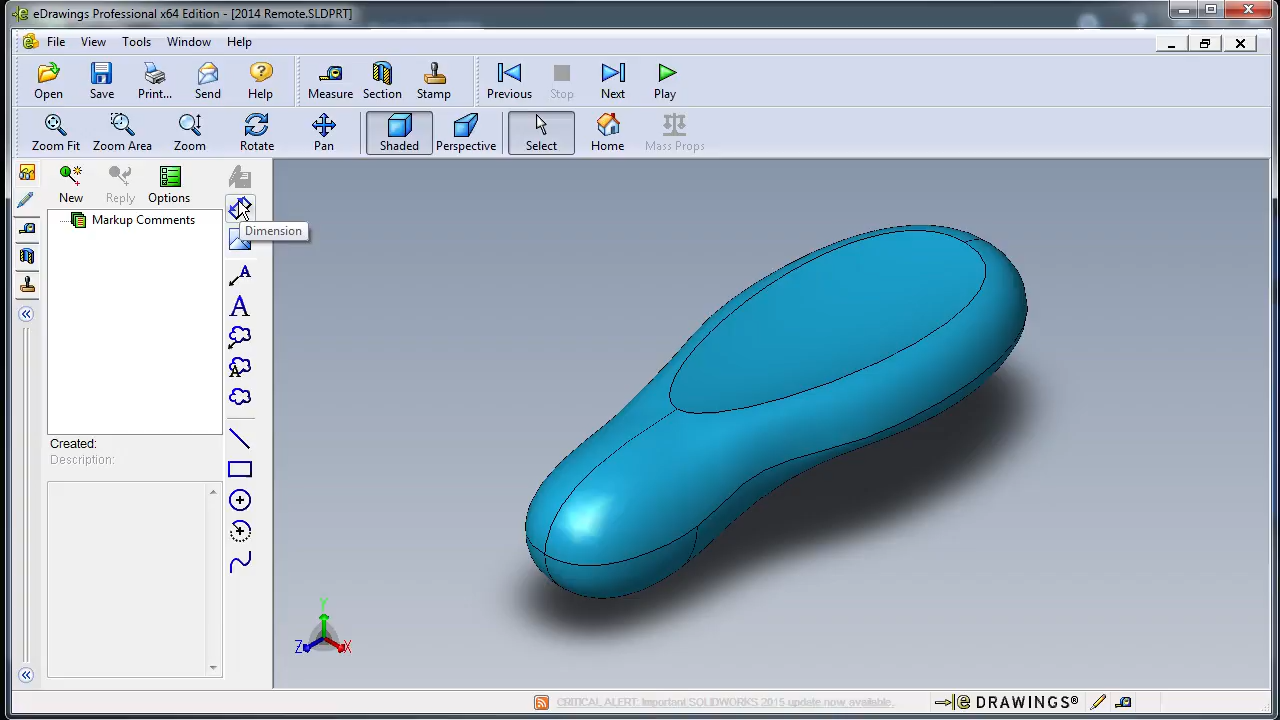 eDrawings Professional x64 Edition - [2014 Remote.SLDPRT]
File View Tools Window Help
Open Save Print... Send Help Measure Section Stamp Previous Stop Next Play
Zoom Fit Zoom Area Zoom Rotate Pan Shaded Perspective Select Home Mass Props
New Reply Options
Markup Comments
Dimension
A
A
A
Created:
Description:
Y
Z X
CRITICAL ALERT: Important SOLIDWORKS 2015 update now available.
e DRAWINGS®